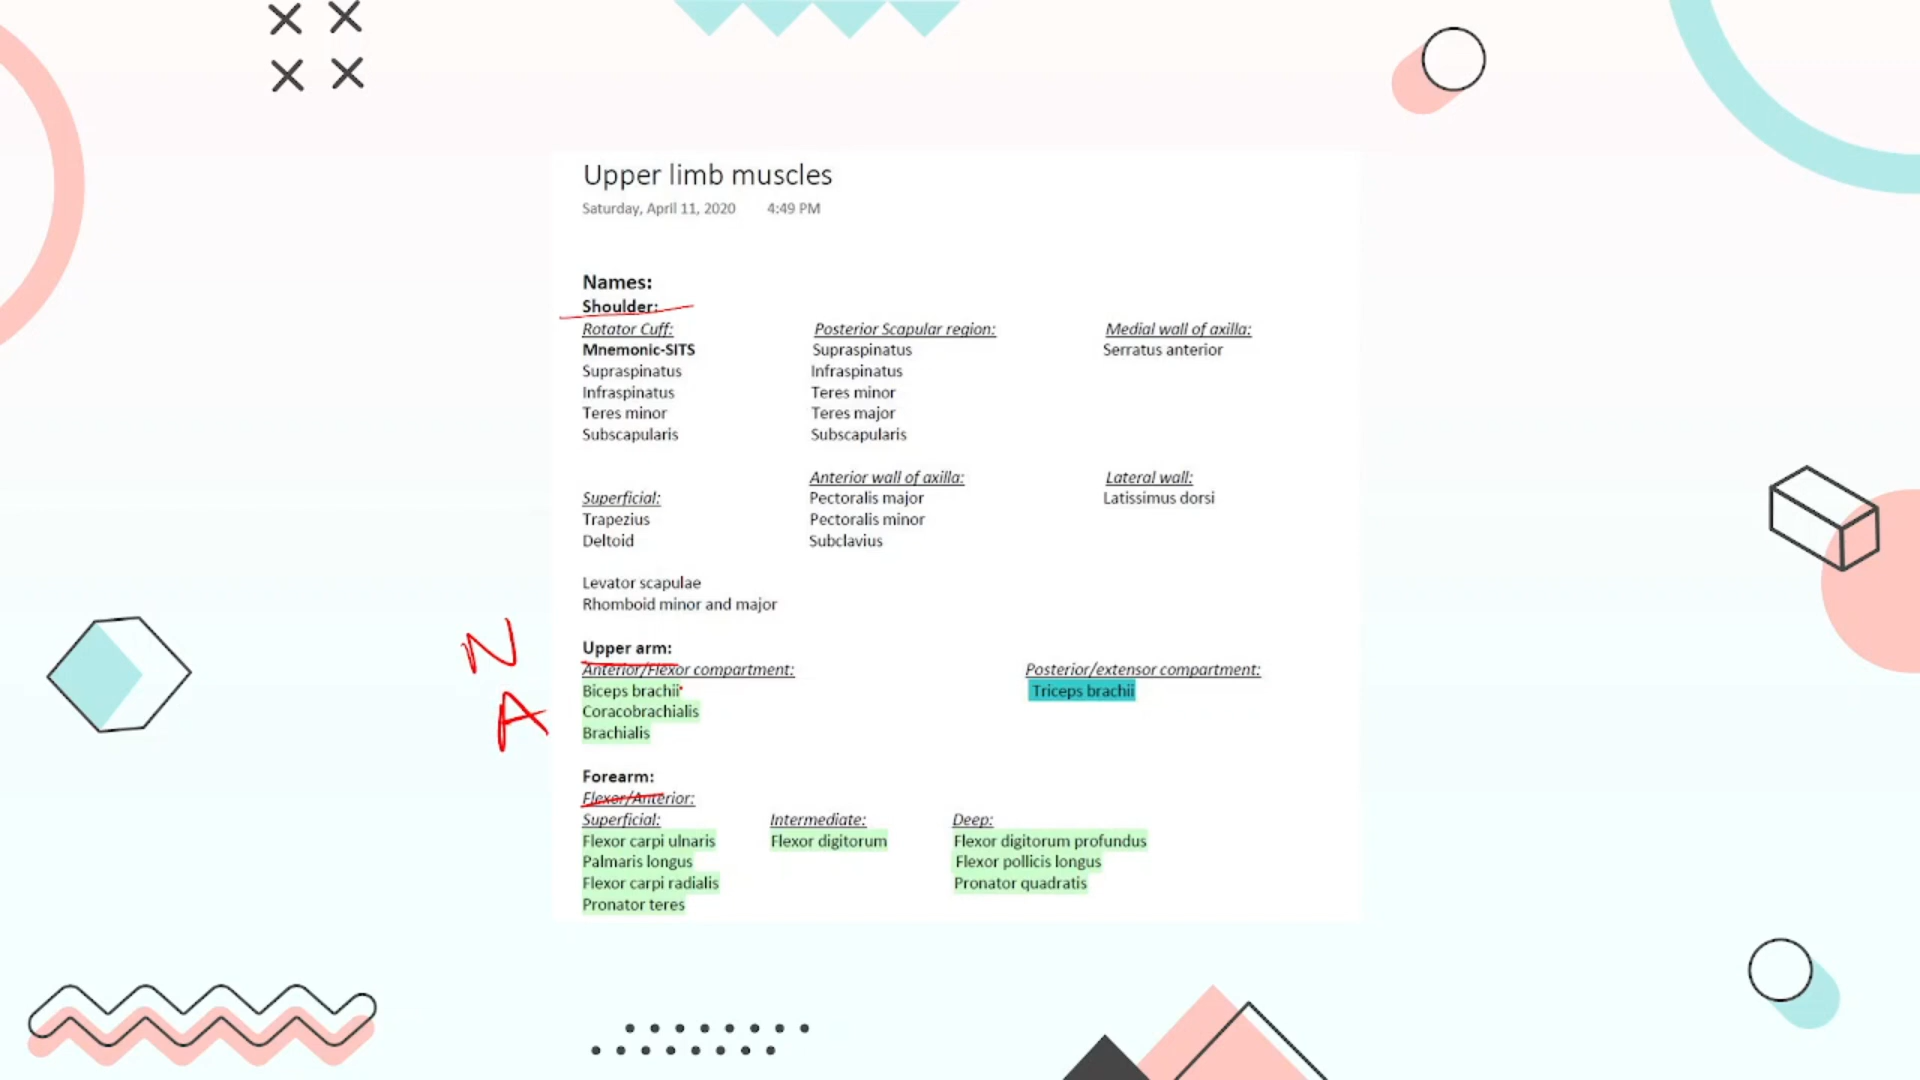 Upper limb muscles
Saturday, April 11, 2020 4:49 PM
Names:
Shoulder:
Rotator Cuff: Posterior Scapular region: Medial wall of axilla:
Mnemonic-SITS Supraspinatus Serratus anterior
Supraspinatus Infraspinatus
Infraspinatus Teres minor
Teres minor Teres major
Subscapularis Subscapularis
Anterior wall of axilla: Lateral wall:
Superficial: Pectoralis major Latissimus dorsi
Trapezius Pectoralis minor
Deltoid Subclavius
Levator scapulae
Rhomboid minor and major
N
Upper arm:
Anterior/Flexor compartment: Posterior/extensor compartment:
Biceps brachii Triceps brachii
A
Coracobrachialis
Brachialis
Forearm:
Flexor/Anterior:
Superficial: Intermediate: Deep:
Flexor carpi ulnaris Flexor digitorum Flexor digitorum profundus
Palmaris longus Flexor pollicis longus
Flexor carpi radialis Pronator quadratis
Pronator teres